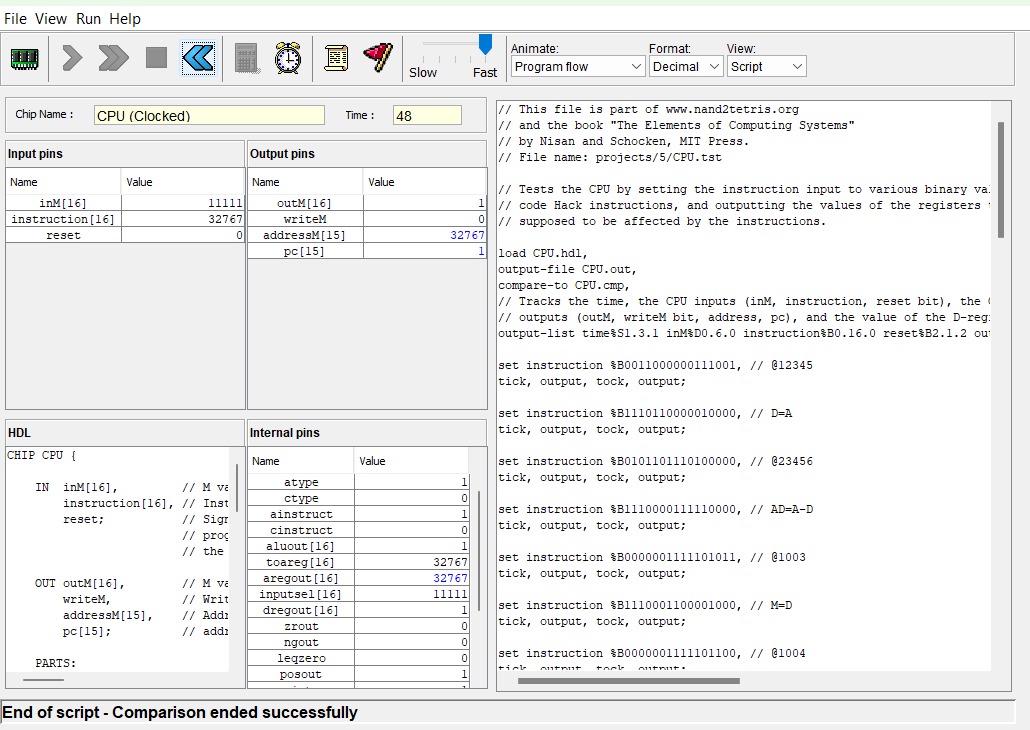 File View Run Help
Slow Fast
Animate: Format: View:
Program flow Decimal Script
Chip Name : CPU (Clocked) Time : 48
Input pins
Name Value
inM[16] 11111
instruction[16] 32767
reset 0
Output pins
Name Value
outM[16] 1
writeM 0
addressM[15] 32767
pc[15] 1
HDL
CHIP CPU {
IN inM[16], // M va
instruction[16], // Inst
reset; // Sign
// prog
// the
OUT outM[16], // M va
writeM, // Writ
addressM[15], // Addr
pc[15]; // addr
PARTS:
Internal pins
Name Value
atype 1
ctype 0
ainstruct 1
cinstruct 0
aluout[16] 1
toareg[16] 32767
aregout[16] 32767
inputsel[16] 11111
dregout[16] 1
zrout 0
ngout 0
leqzero 0
posout 1
// This file is part of www.nand2tetris.org
// and the book "The Elements of Computing Systems"
// by Nisan and Schocken, MIT Press.
// File name: projects/5/CPU.tst
// Tests the CPU by setting the instruction input to various binary va
// code Hack instructions, and outputting the values of the registers
// supposed to be affected by the instructions.
load CPU.hdl,
output-file CPU.out,
compare-to CPU.cmp,
// Tracks the time, the CPU inputs (inM, instruction, reset bit), the
// outputs (outM, writeM bit, address, pc), and the value of the D-reg
output-list time%S1.3.1 inM%D0.6.0 instruction%B0.16.0 reset%B2.1.2 ou
set instruction %B0011000000111001, // @12345
tick, output, tock, output;
set instruction %B1110110000010000, // D=A
tick, output, tock, output;
set instruction %B0101101110100000, // @23456
tick, output, tock, output;
set instruction %B1110000111110000, // AD=A-D
tick, output, tock, output;
set instruction %B0000001111101011, // @1003
tick, output, tock, output;
set instruction %B1110001100001000, // M=D
tick, output, tock, output;
set instruction %B0000001111101100, // @1004
tick, output, tock, output;
End of script - Comparison ended successfully